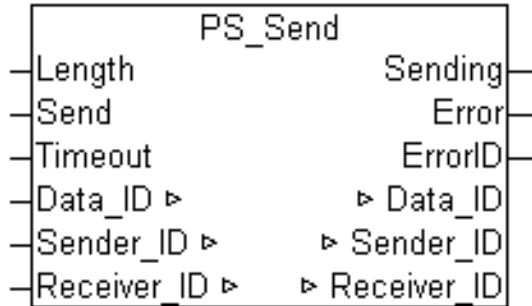 PS_Send
Length Sending
Send Error
Timeout ErrorID
Data_ID ▹ ▹ Data_ID
Sender_ID ▹ ▹ Sender_ID
Receiver_ID ▹ ▹ Receiver_ID